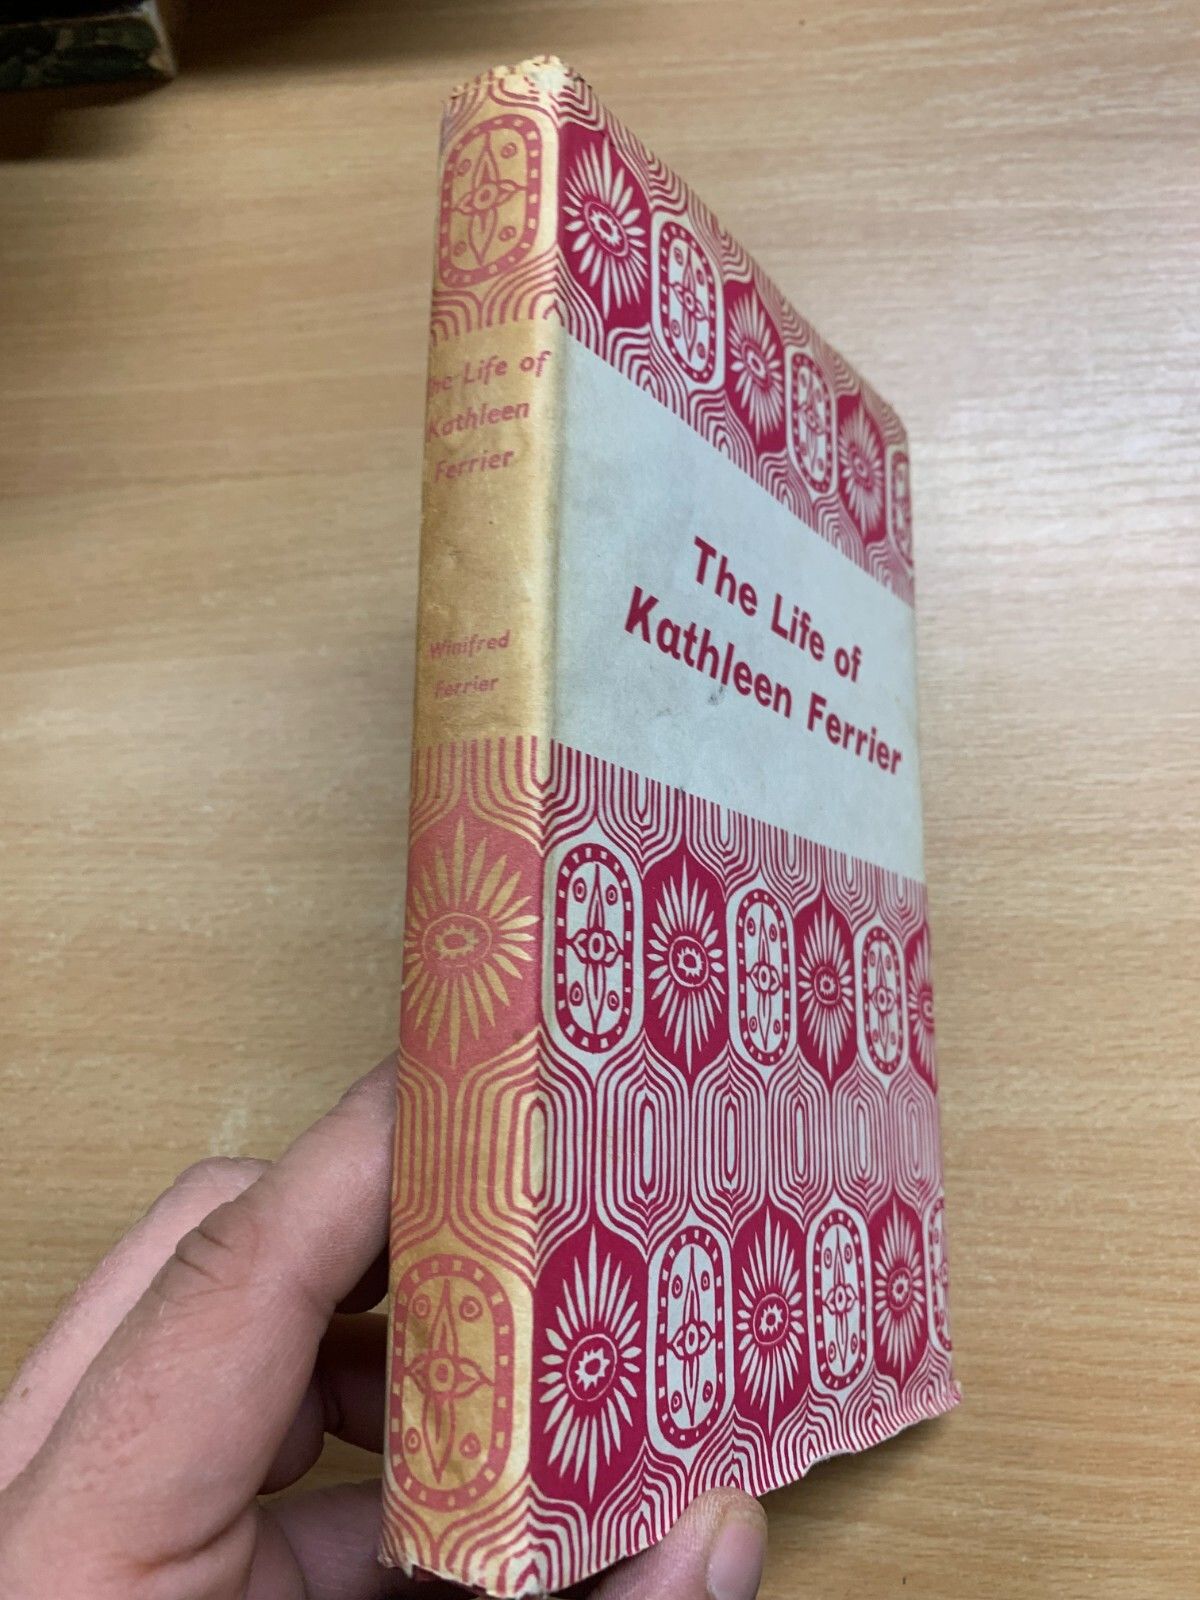 The Life of
Kathleen
Ferrier
Winifred
Ferrier
The Life of
Kathleen Ferrier